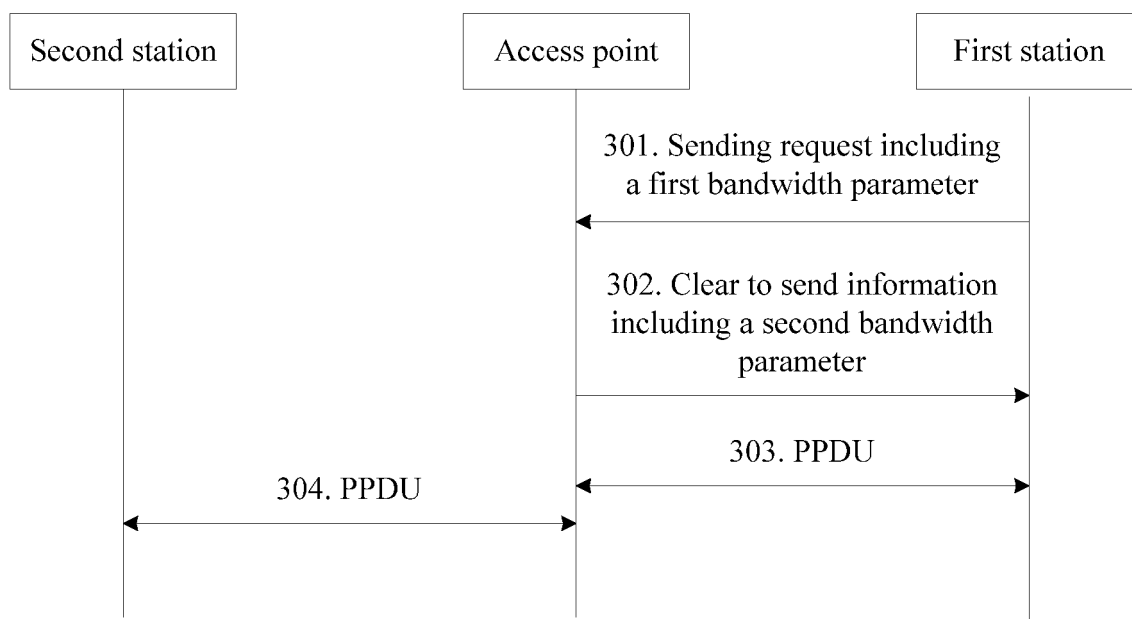 Second station
Access point
First station
301. Sending request including
a first bandwidth parameter
302. Clear to send information
including a second bandwidth
parameter
303. PPDU
304. PPDU